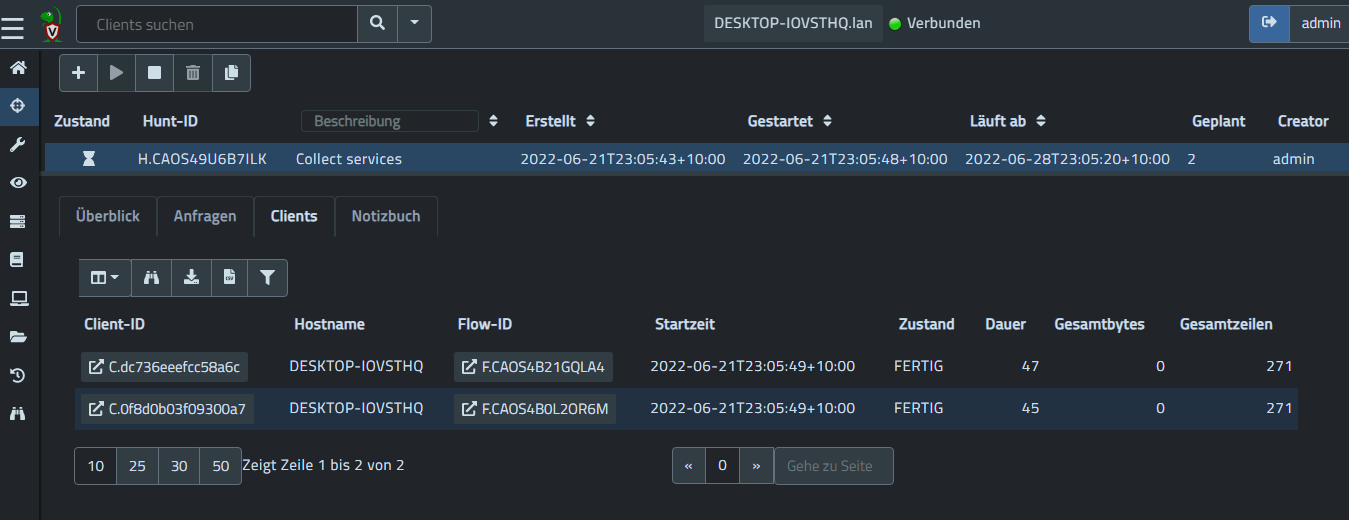 Clients suchen DESKTOP-IOVSTHQ.lan Verbunden admin
Zustand Hunt-ID Beschreibung Erstellt Gestartet Läuft ab Geplant Creator
H.CAOS49U6B7ILK Collect services 2022-06-21T23:05:43+10:00 2022-06-21T23:05:48+10:00 2022-06-28T23:05:20+10:00 2 admin
Überblick Anfragen Clients Notizbuch
Client-ID Hostname Flow-ID Startzeit Zustand Dauer Gesamtbytes Gesamtzeilen
C.dc736eeefcc58a6c DESKTOP-IOVSTHQ F.CAOS4B21GQLA4 2022-06-21T23:05:49+10:00 FERTIG 47 0 271
C.0f8d0b03f09300a7 DESKTOP-IOVSTHQ F.CAOS4B0L2OR6M 2022-06-21T23:05:49+10:00 FERTIG 45 0 271
10 25 30 50 Zeigt Zeile 1 bis 2 von 2 « 0 » Gehe zu Seite